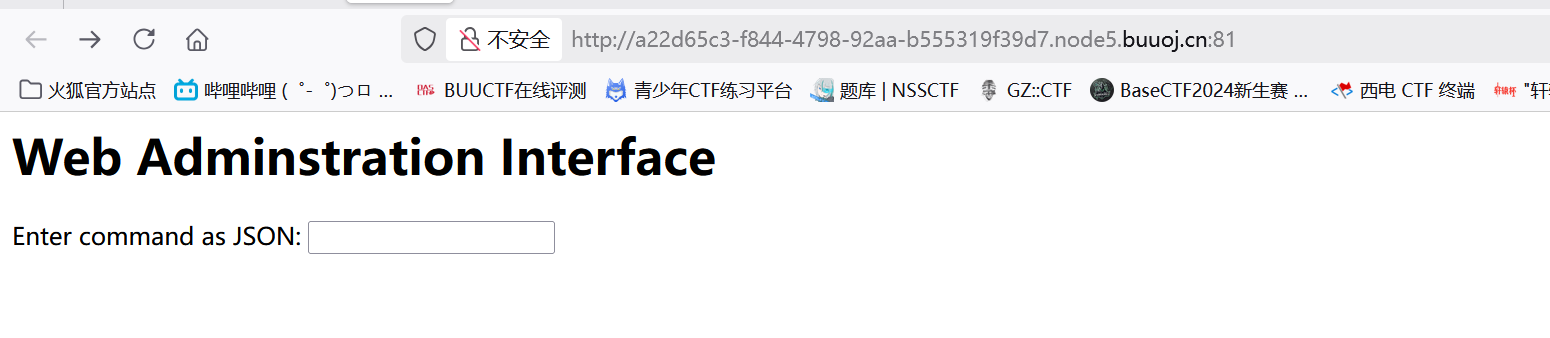 不安全 http://a22d65c3-f844-4798-92aa-b555319f39d7.node5.buuoj.cn:81
火狐官方站点 哔哩哔哩 ( ゜- ゜)つロ ... BUUCTF在线评测 青少年CTF练习平台 题库 | NSSCTF GZ::CTF BaseCTF2024新生赛 ... 西电 CTF 终端 "轩
Web Adminstration Interface
Enter command as JSON: